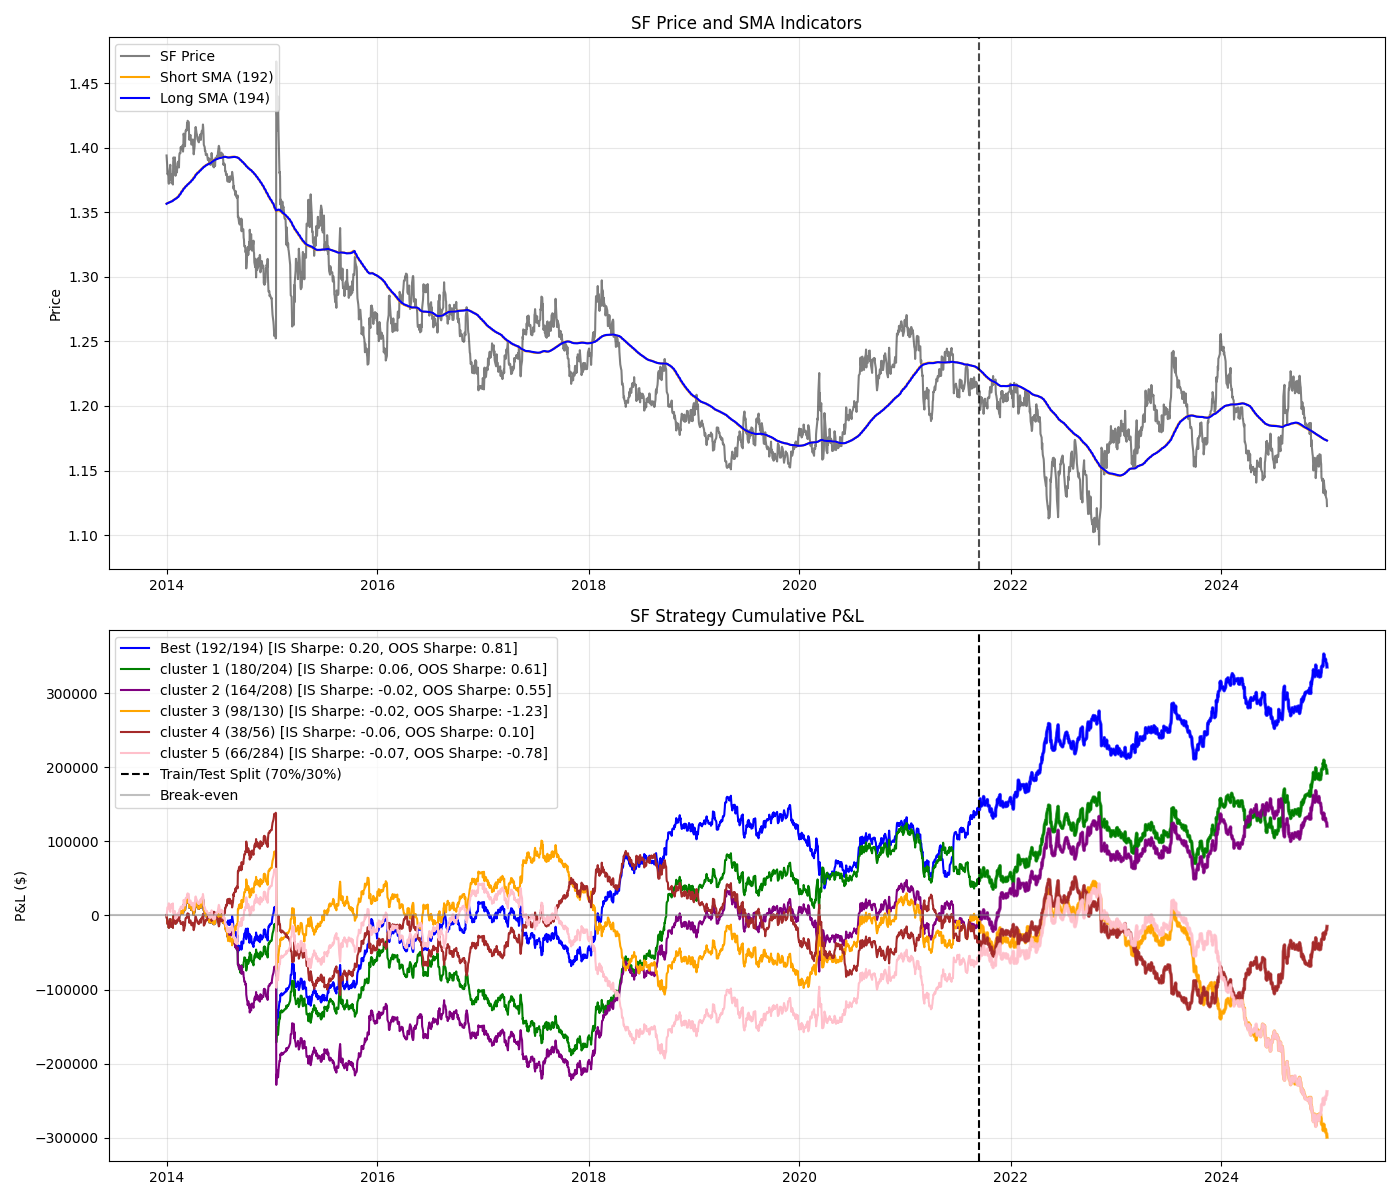 SF Price and SMA Indicators
SF Price
Short SMA (192)
Long SMA (194)
Price
1.45
1.40
1.35
1.30
1.25
1.20
1.15
1.10
2014 2016 2018 2020 2022 2024
SF Strategy Cumulative P&L
Best (192/194) [IS Sharpe: 0.20, OOS Sharpe: 0.81]
cluster 1 (180/204) [IS Sharpe: 0.06, OOS Sharpe: 0.61]
cluster 2 (164/208) [IS Sharpe: -0.02, OOS Sharpe: 0.55]
cluster 3 (98/130) [IS Sharpe: -0.02, OOS Sharpe: -1.23]
cluster 4 (38/56) [IS Sharpe: -0.06, OOS Sharpe: 0.10]
cluster 5 (66/284) [IS Sharpe: -0.07, OOS Sharpe: -0.78]
Train/Test Split (70%/30%)
Break-even
P&L ($)
300000
200000
100000
0
−100000
−200000
−300000
2014 2016 2018 2020 2022 2024